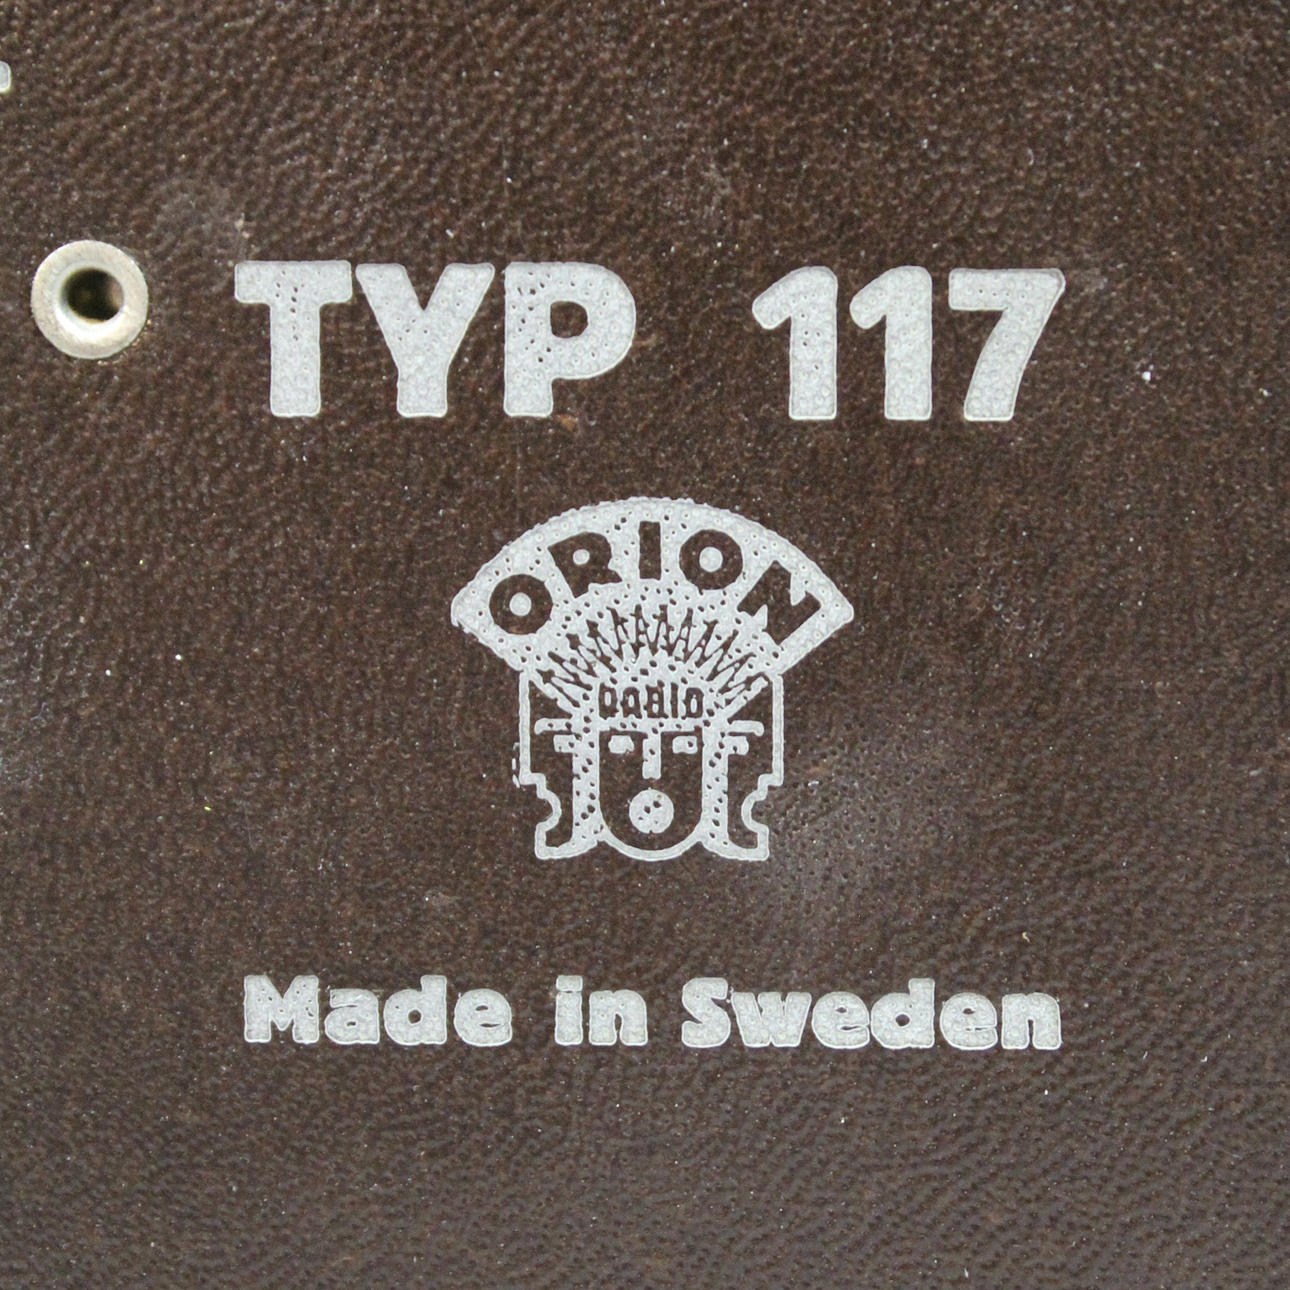 TYP 117
ORION
RADIO
Made in Sweden